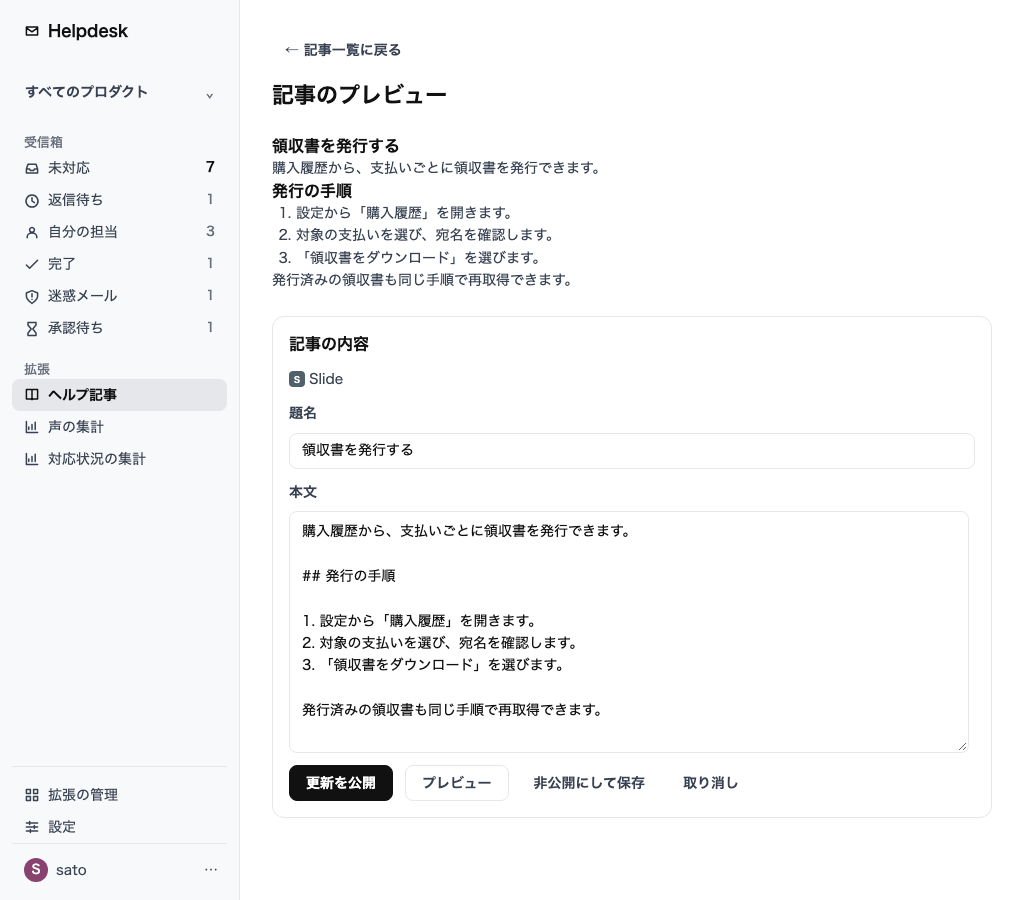 Helpdesk
すべてのプロダクト
受信箱
未対応 7
返信待ち 1
自分の担当 3
完了 1
迷惑メール 1
承認待ち 1
拡張
ヘルプ記事
声の集計
対応状況の集計
拡張の管理
設定
S sato ...
← 記事一覧に戻る
記事のプレビュー
領収書を発行する
購入履歴から、支払いごとに領収書を発行できます。
発行の手順
1. 設定から「購入履歴」を開きます。
2. 対象の支払いを選び、宛名を確認します。
3. 「領収書をダウンロード」を選びます。
発行済みの領収書も同じ手順で再取得できます。
記事の内容
S Slide
題名
領収書を発行する
本文
購入履歴から、支払いごとに領収書を発行できます。
## 発行の手順
1. 設定から「購入履歴」を開きます。
2. 対象の支払いを選び、宛名を確認します。
3. 「領収書をダウンロード」を選びます。
発行済みの領収書も同じ手順で再取得できます。
更新を公開 プレビュー 非公開にして保存 取り消し